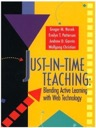 Gregor M. Novak
Evelyn T. Patterson
Andrew D. Gavrin
Wolfgang Christian
JUST-IN-TIME
TEACHING:
Blending Active Learning
with Web Technology